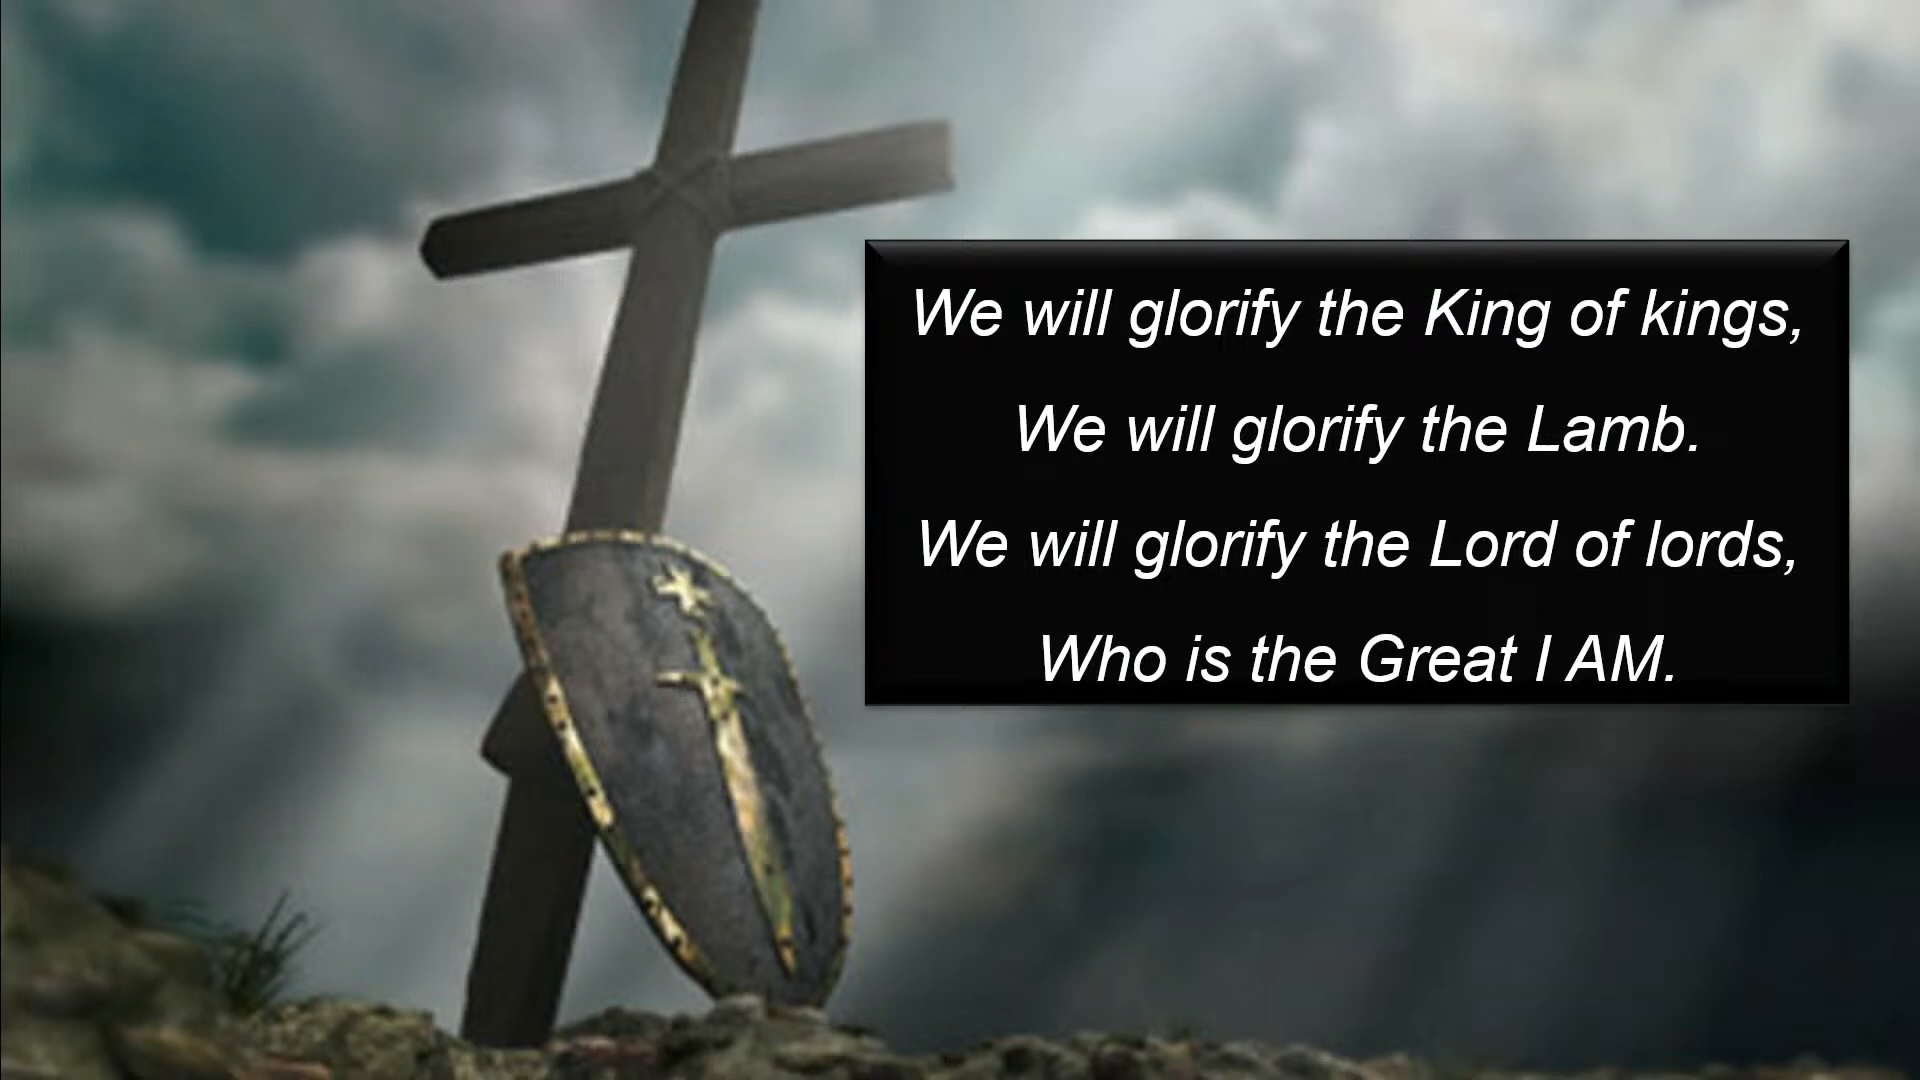 We will glorify the King of kings,
We will glorify the Lamb.
We will glorify the Lord of lords,
Who is the Great I AM.